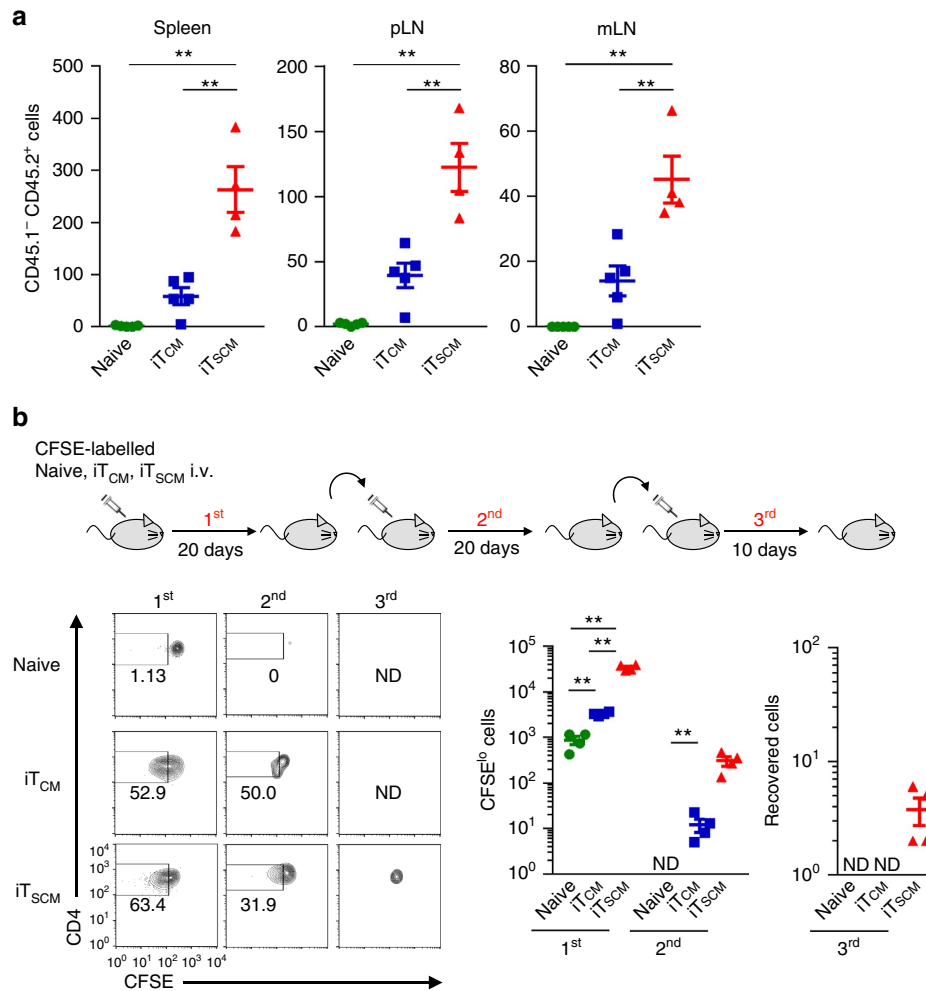 a
Spleen
pLN
mLN
**
**
**
**
**
**
CD45.1⁻ CD45.2⁺ cells
500
400
300
200
100
0
200
150
100
50
0
80
60
40
20
0
Naive
iTCM
iTSCM
Naive
iTCM
iTSCM
Naive
iTCM
iTSCM
b
CFSE-labelled
Naive, iTCM, iTSCM i.v.
1st
20 days
2nd
20 days
3rd
10 days
1st
2nd
3rd
Naive
1.13
0
ND
iTCM
52.9
50.0
ND
iTSCM
63.4
31.9
CD4
10⁴
10³
10²
10¹
10⁰
10⁰ 10¹ 10² 10³ 10⁴
CFSE
CFSElo cells
10⁵
10⁴
10³
10²
10¹
10⁰
**
**
**
**
ND
Naive
iTCM
iTSCM
Naive
iTCM
iTSCM
1st
2nd
Recovered cells
10²
10¹
10⁰
ND ND
Naive
iTCM
iTSCM
3rd